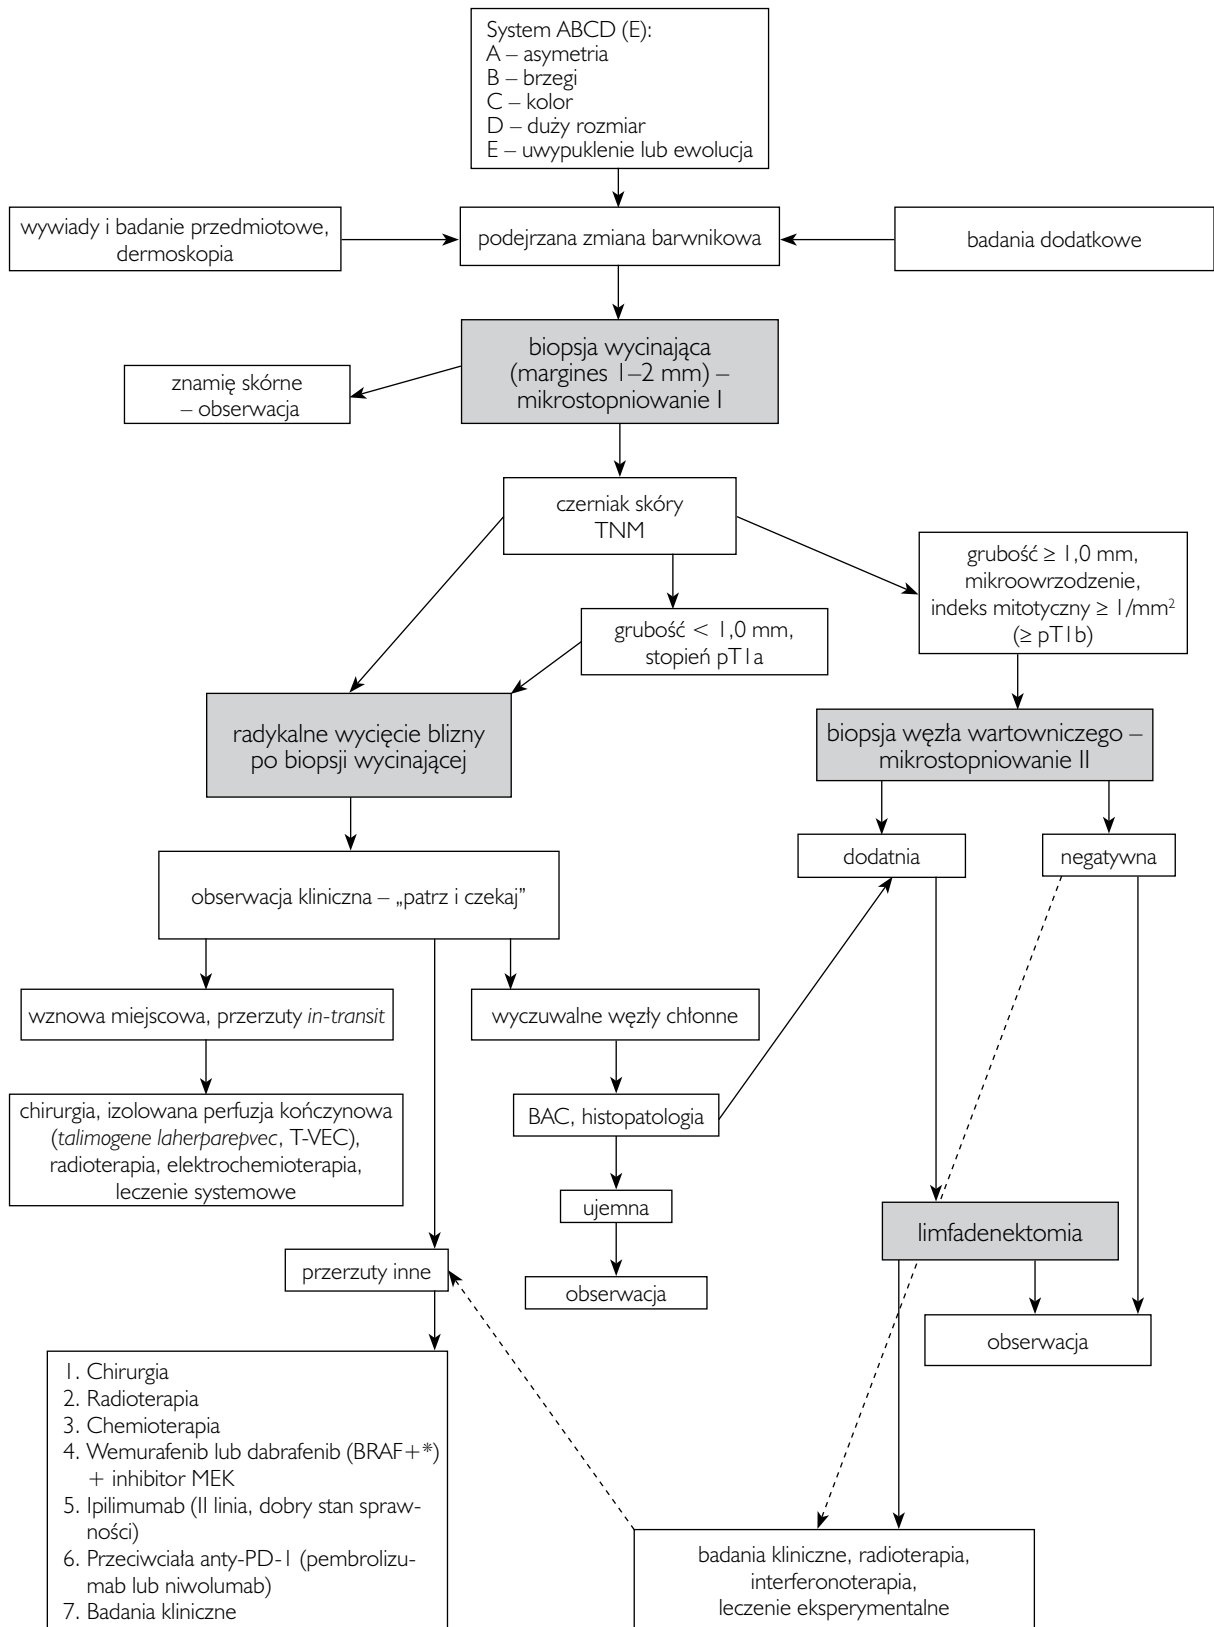 System ABCD (E):
A – asymetria
B – brzegi
C – kolor
D – duży rozmiar
E – uwypuklenie lub ewolucja
wywiady i badanie przedmiotowe,
dermoskopia
podejrzana zmiana barwnikowa
badania dodatkowe
biopsja wycinająca
(margines 1–2 mm) –
mikrostopniowanie I
znamię skórne
– obserwacja
czerniak skóry
TNM
grubość ≥ 1,0 mm,
mikroowrzodzenie,
indeks mitotyczny ≥ 1/mm²
(≥ pT1b)
grubość < 1,0 mm,
stopień pT1a
radykalne wycięcie blizny
po biopsji wycinającej
biopsja węzła wartowniczego –
mikrostopniowanie II
dodatnia
negatywna
obserwacja kliniczna – „patrz i czekaj”
wznowa miejscowa, przerzuty in-transit
wyczuwalne węzły chłonne
chirurgia, izolowana perfuzja kończynowa
(talimogene laherparepvec, T-VEC),
radioterapia, elektrochemioterapia,
leczenie systemowe
BAC, histopatologia
ujemna
limfadenektomia
przerzuty inne
obserwacja
obserwacja
1. Chirurgia
2. Radioterapia
3. Chemioterapia
4. Wemurafenib lub dabrafenib (BRAF+*)
+ inhibitor MEK
5. Ipilimumab (II linia, dobry stan spraw-
ności)
6. Przeciwciała anty-PD-1 (pembrolizu-
mab lub niwolumab)
7. Badania kliniczne
badania kliniczne, radioterapia,
interferonoterapia,
leczenie eksperymentalne